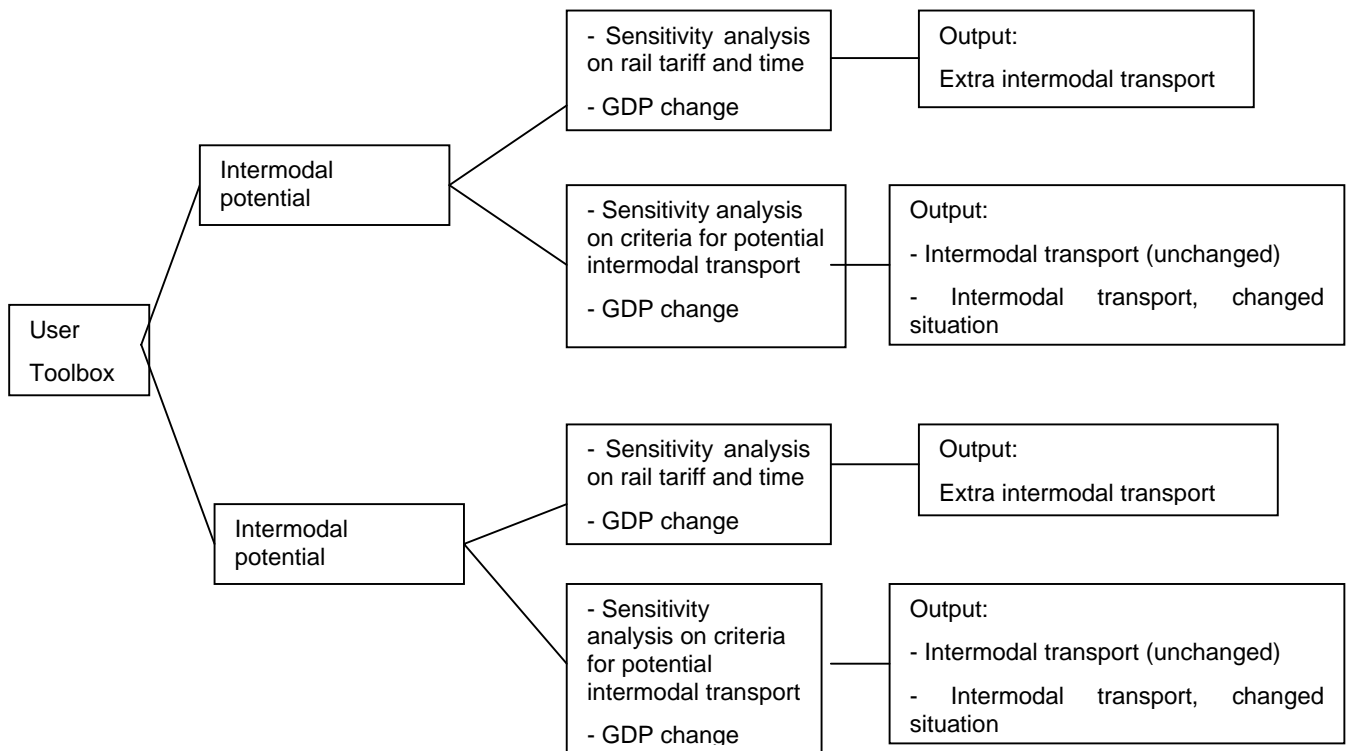 - Sensitivity analysis
on rail tariff and time
- GDP change
Output:
Extra intermodal transport
Intermodal
potential
- Sensitivity analysis
on criteria for potential
intermodal transport
- GDP change
Output:
- Intermodal transport (unchanged)
- Intermodal transport, changed
situation
User
Toolbox
- Sensitivity analysis
on rail tariff and time
- GDP change
Output:
Extra intermodal transport
Intermodal
potential
- Sensitivity
analysis on criteria
for potential
intermodal transport
- GDP change
Output:
- Intermodal transport (unchanged)
- Intermodal transport, changed
situation